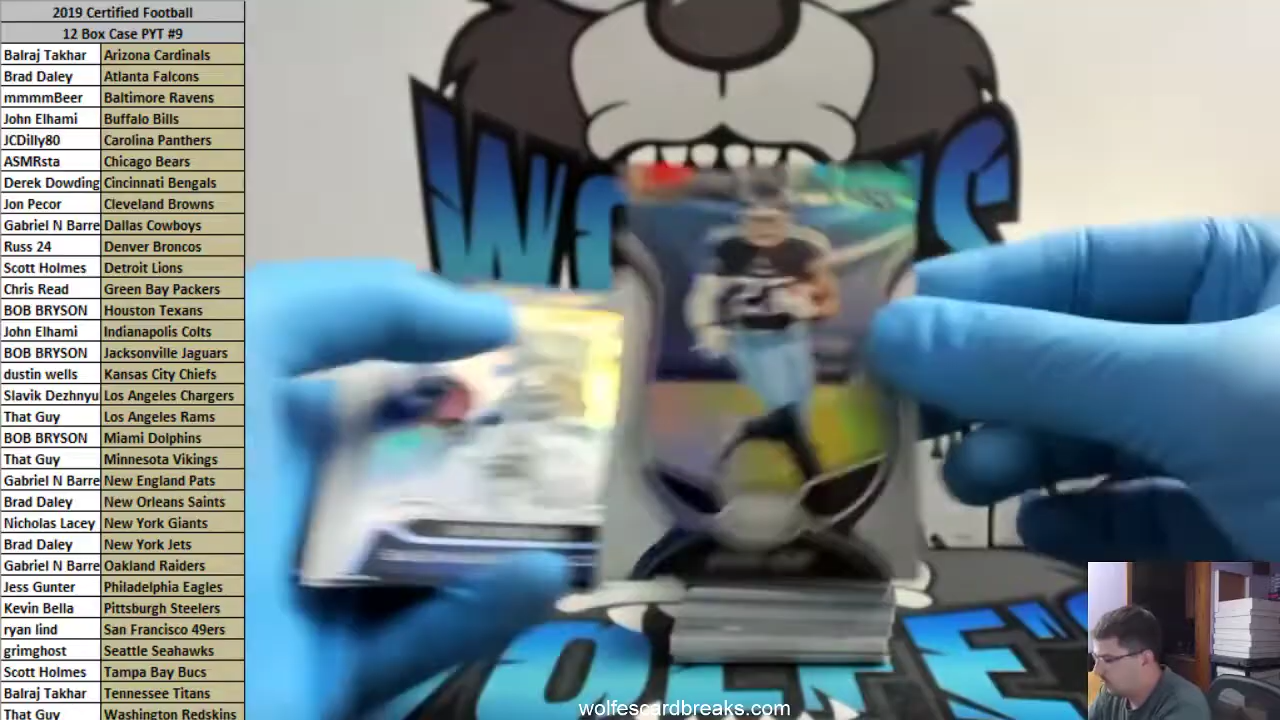 2019 Certified Football
12 Box Case PYT #9
Balraj Takhar Arizona Cardinals
Brad Daley Atlanta Falcons
mmmmBeer Baltimore Ravens
John Elhami Buffalo Bills
JCDilly80 Carolina Panthers
ASMRsta Chicago Bears
Derek Dowding Cincinnati Bengals
Jon Pecor Cleveland Browns
Gabriel N Barre Dallas Cowboys
Russ 24 Denver Broncos
Scott Holmes Detroit Lions
Chris Read Green Bay Packers
BOB BRYSON Houston Texans
John Elhami Indianapolis Colts
BOB BRYSON Jacksonville Jaguars
dustin wells Kansas City Chiefs
Slavik Dezhnyu Los Angeles Chargers
That Guy Los Angeles Rams
BOB BRYSON Miami Dolphins
That Guy Minnesota Vikings
Gabriel N Barre New England Pats
Brad Daley New Orleans Saints
Nicholas Lacey New York Giants
Brad Daley New York Jets
Gabriel N Barre Oakland Raiders
Jess Gunter Philadelphia Eagles
Kevin Bella Pittsburgh Steelers
ryan lind San Francisco 49ers
grimghost Seattle Seahawks
Scott Holmes Tampa Bay Bucs
Balraj Takhar Tennessee Titans
That Guy Washington Redskins
wolfescardbreaks.com